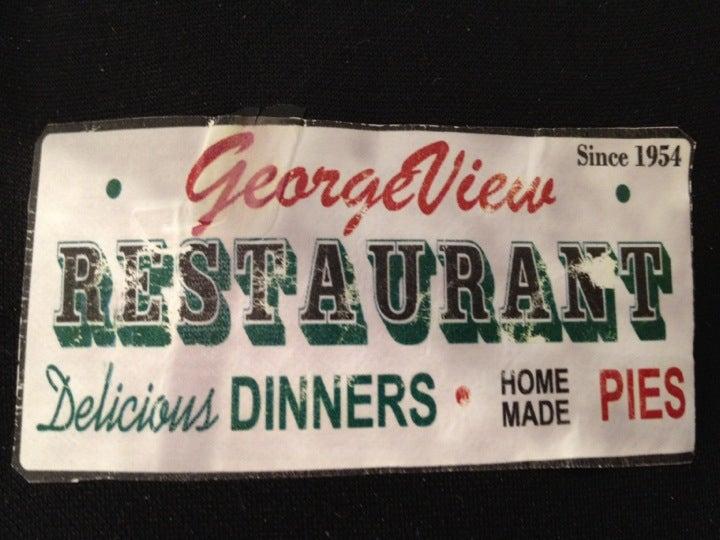 Since 1954
GeorgeView
RESTAURANT
Delicious DINNERS • HOME MADE PIES